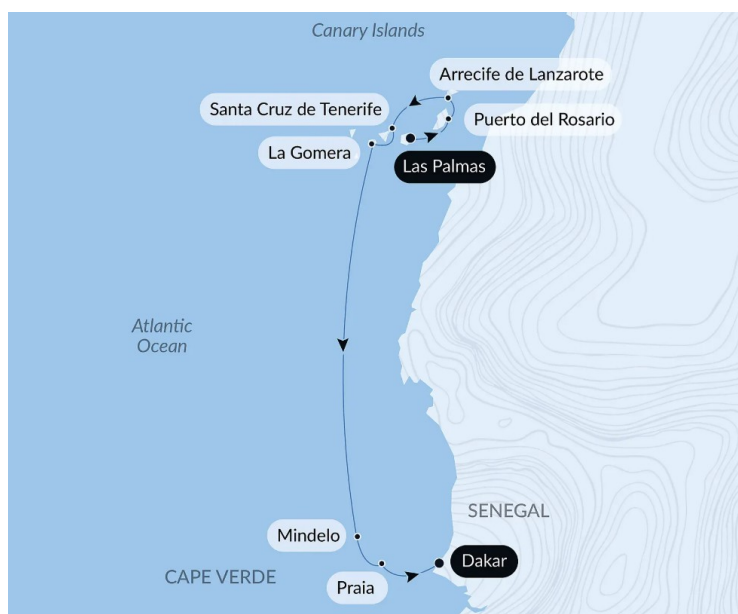 Canary Islands
Arrecife de Lanzarote
Santa Cruz de Tenerife
Puerto del Rosario
La Gomera
Las Palmas
Atlantic
Ocean
SENEGAL
Mindelo
Dakar
CAPE VERDE
Praia